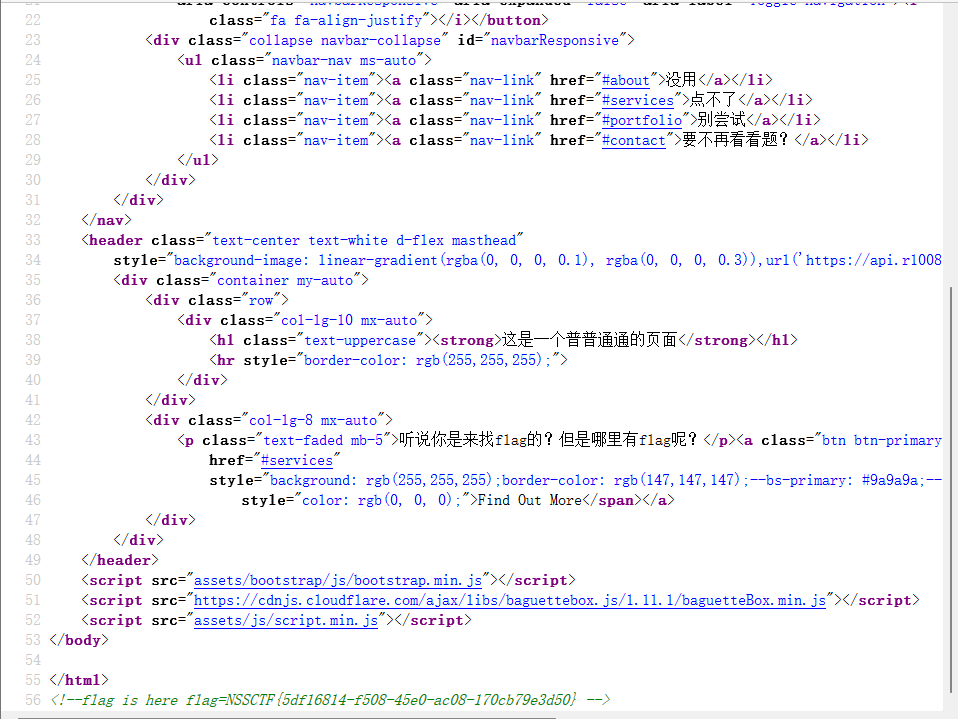 22 class="fa fa-align-justify"></i></button>
23 <div class="collapse navbar-collapse" id="navbarResponsive">
24 <ul class="navbar-nav ms-auto">
25 <li class="nav-item"><a class="nav-link" href="#about">没用</a></li>
26 <li class="nav-item"><a class="nav-link" href="#services">点不了</a></li>
27 <li class="nav-item"><a class="nav-link" href="#portfolio">别尝试</a></li>
28 <li class="nav-item"><a class="nav-link" href="#contact">要不再看看题？</a></li>
29 </ul>
30 </div>
31 </div>
32 </nav>
33 <header class="text-center text-white d-flex masthead"
34 style="background-image: linear-gradient(rgba(0, 0, 0, 0.1), rgba(0, 0, 0, 0.3)),url('https://api.r1008
35 <div class="container my-auto">
36 <div class="row">
37 <div class="col-lg-10 mx-auto">
38 <h1 class="text-uppercase"><strong>这是一个普普通通的页面</strong></h1>
39 <hr style="border-color: rgb(255,255,255);">
40 </div>
41 </div>
42 <div class="col-lg-8 mx-auto">
43 <p class="text-faded mb-5">听说你是来找flag的？但是哪里有flag呢？</p><a class="btn btn-primary
44 href="#services"
45 style="background: rgb(255,255,255);border-color: rgb(147,147,147);--bs-primary: #9a9a9a;--
46 style="color: rgb(0, 0, 0);">Find Out More</span></a>
47 </div>
48 </div>
49 </header>
50 <script src="assets/bootstrap/js/bootstrap.min.js"></script>
51 <script src="https://cdnjs.cloudflare.com/ajax/libs/baguettebox.js/1.11.1/baguetteBox.min.js"></script>
52 <script src="assets/js/script.min.js"></script>
53 </body>
54
55 </html>
56 <!--flag is here flag=NSSCTF{5df16814-f508-45e0-ac08-170cb79e3d50} -->